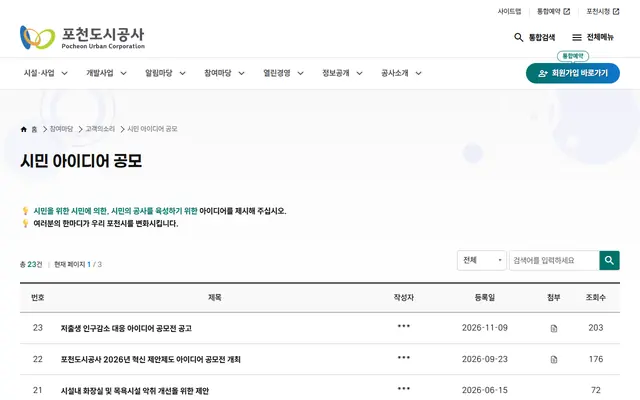 사이트맵 통합예약 포천시청
포천도시공사
Pocheon Urban Corporation
통합검색 전체메뉴
통합예약
시설·사업 개발사업 알림마당 참여마당 열린경영 정보공개 공사소개 회원가입 바로가기
홈 참여마당 고객의소리 시민 아이디어 공모
시민 아이디어 공모
시민을 위한 시민에 의한, 시민의 공사를 육성하기 위한 아이디어를 제시해 주십시오.
여러분의 한마디가 우리 포천시를 변화시킵니다.
총 23건 현재 페이지 1 / 3 전체 검색어를 입력하세요
번호 제목 작성자 등록일 첨부 조회수
23 저출생 인구감소 대응 아이디어 공모전 공고 *** 2026-11-09 203
22 포천도시공사 2026년 혁신 제안제도 아이디어 공모전 개최 *** 2026-09-23 176
21 시설내 화장실 및 목욕시설 악취 개선을 위한 제안 *** 2026-06-15 72